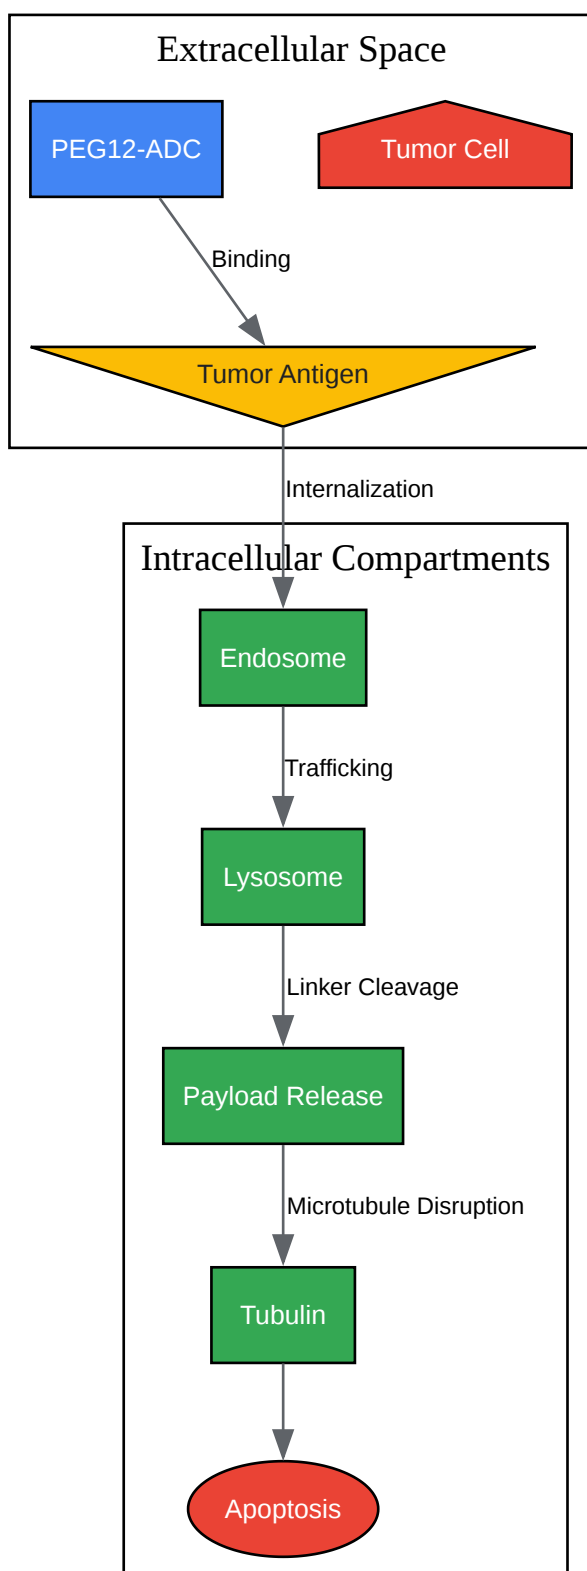 Extracellular Space
PEG12-ADC
Tumor Cell
Binding
Tumor Antigen
Internalization
Intracellular Compartments
Endosome
Trafficking
Lysosome
Linker Cleavage
Payload Release
Microtubule Disruption
Tubulin
Apoptosis